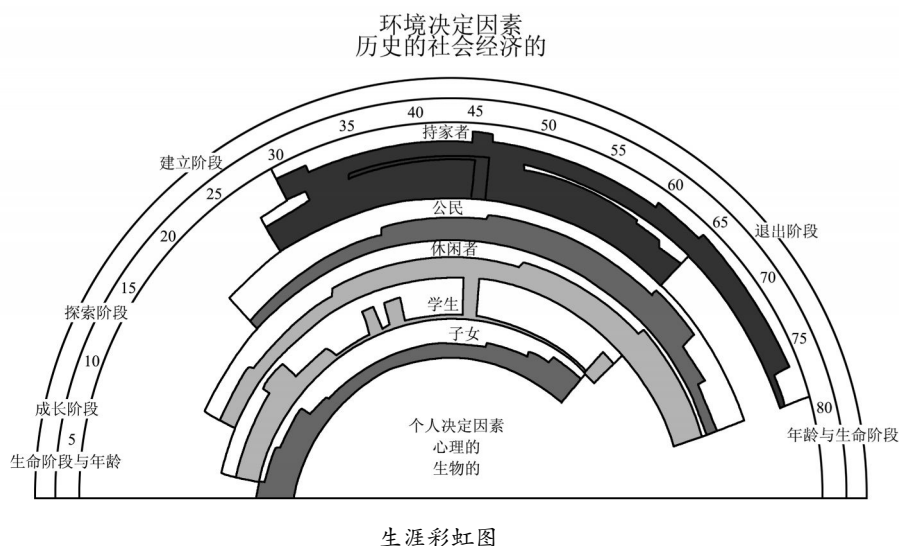 环境决定因素
历史的社会经济的
45
40
50
35
持家者
55
建立阶段
30
25
60
公民
65
20
退出阶段
休闲者
70
15
学生
探索阶段
子女
75
10
成长阶段
80
5
个人决定因素
心理的
生物的
生命阶段与年龄
年龄与生命阶段
生涯彩虹图